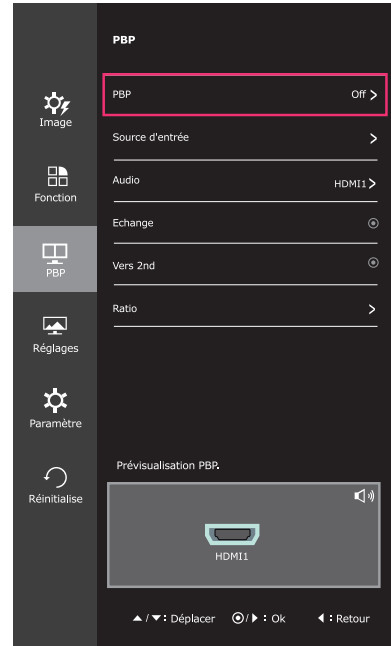 PBP
PBP Off >
Source d'entrée >
Audio HDMI1 >
Echange
Vers 2nd
Ratio >
Image
Fonction
PBP
Réglages
Paramètre
Réinitialise
Prévisualisation PBP.
HDMI1
▲ / ▼ : Déplacer ◉ / ▶ : Ok ◀ : Retour